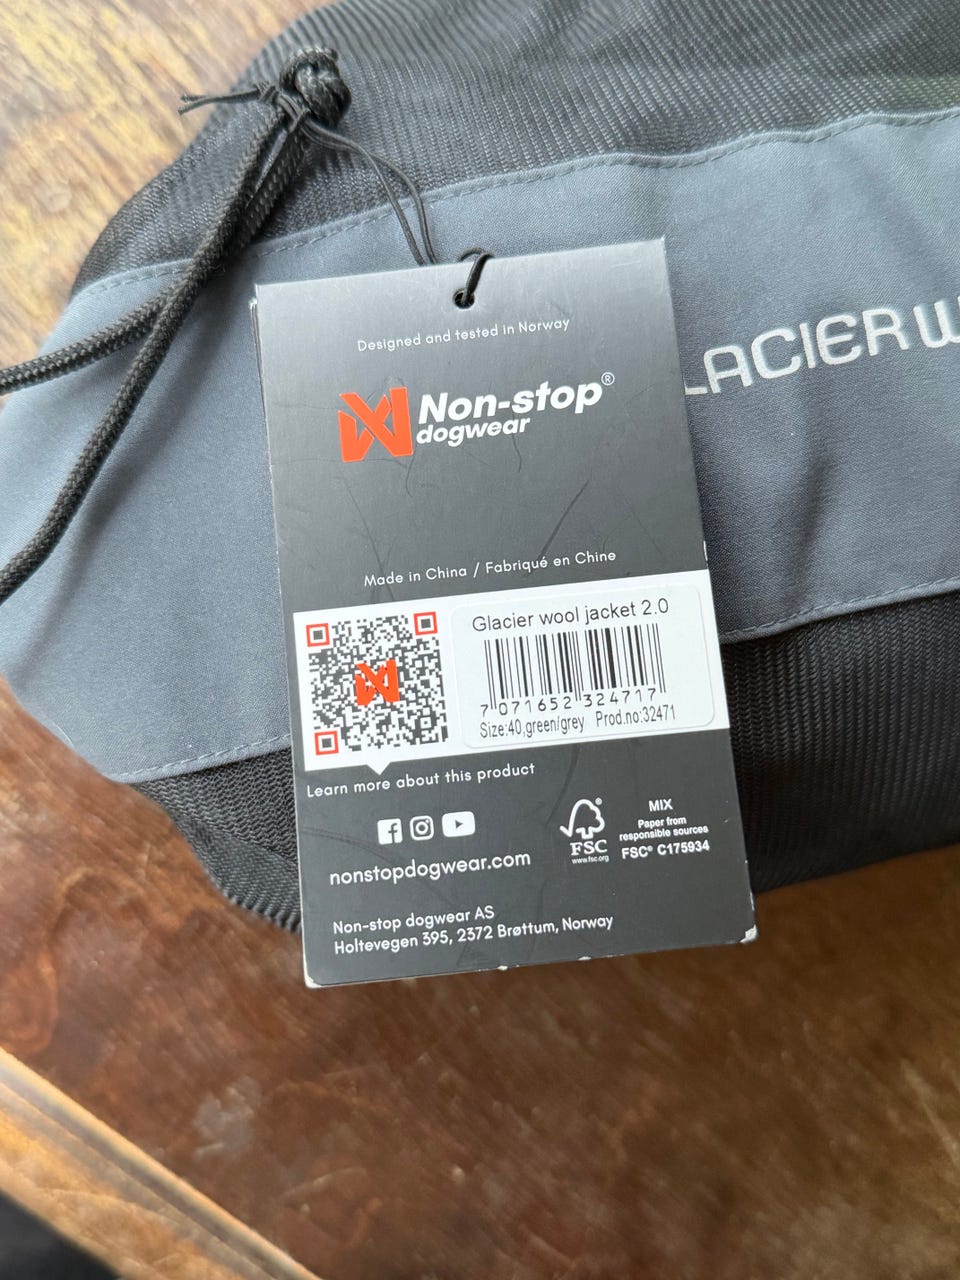 Designed and tested in Norway
Non-stop®
dogwear
LACIER W
Made in China / Fabriqué en Chine
Glacier wool jacket 2.0
7 071652 324717
Size:40,green/grey Prod.no:32471
Learn more about this product
nonstopdogwear.com
FSC®
www.fsc.org
MIX
Paper from
responsible sources
FSC® C175934
Non-stop dogwear AS
Holtevegen 395, 2372 Brøttum, Norway